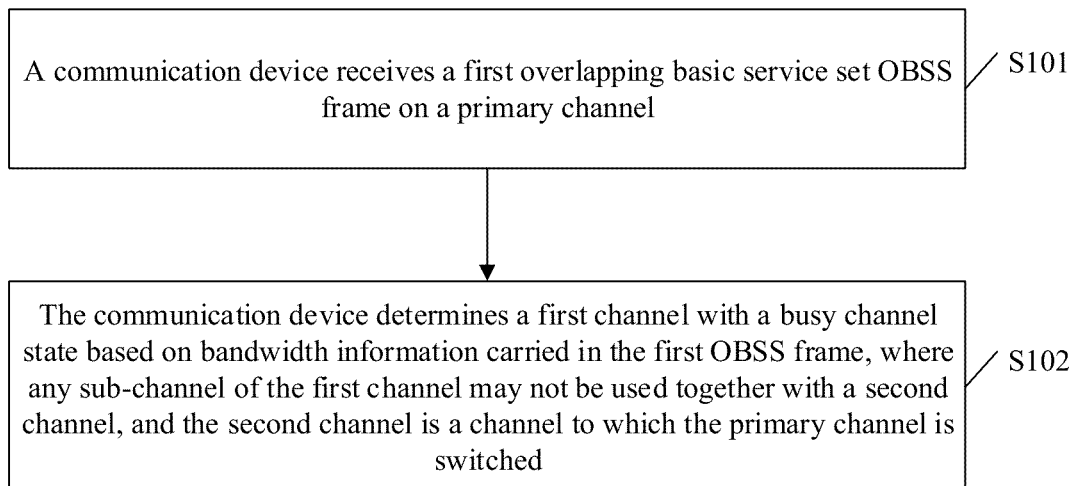 A communication device receives a first overlapping basic service set OBSS
frame on a primary channel
S101
The communication device determines a first channel with a busy channel
state based on bandwidth information carried in the first OBSS frame, where
any sub-channel of the first channel may not be used together with a second
channel, and the second channel is a channel to which the primary channel is
switched
S102